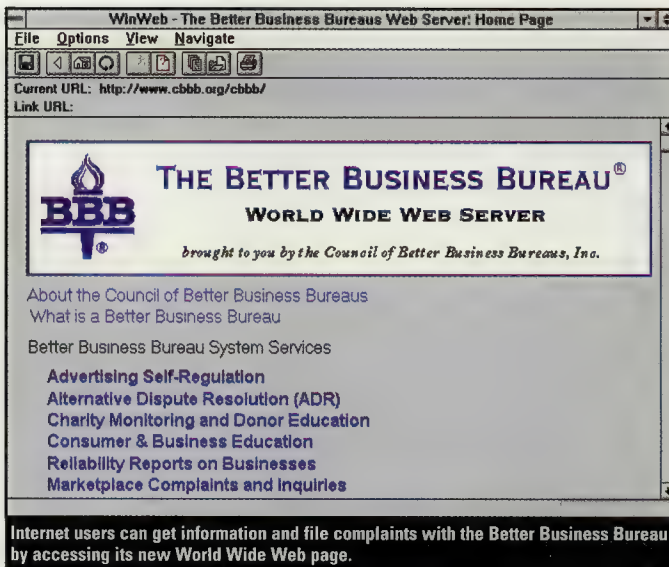 WinWeb - The Better Business Bureaus Web Server: Home Page
File Options View Navigate
Current URL: http://www.cbbb.org/cbbb/
Link URL:
BBB®
THE BETTER BUSINESS BUREAU®
WORLD WIDE WEB SERVER
brought to you by the Council of Better Business Bureaus, Inc.
About the Council of Better Business Bureaus
What is a Better Business Bureau
Better Business Bureau System Services
Advertising Self-Regulation
Alternative Dispute Resolution (ADR)
Charity Monitoring and Donor Education
Consumer & Business Education
Reliability Reports on Businesses
Marketplace Complaints and Inquiries
Internet users can get information and file complaints with the Better Business Bureau
by accessing its new World Wide Web page.